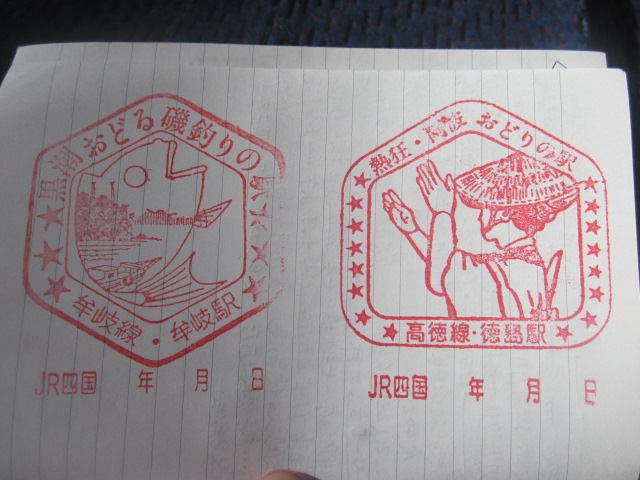 黒潮おどる磯釣りの駅
牟岐線・牟岐駅
JR四国 年 月 日
熱狂・阿波おどりの駅
高徳線・徳島駅
JR四国 年 月 日